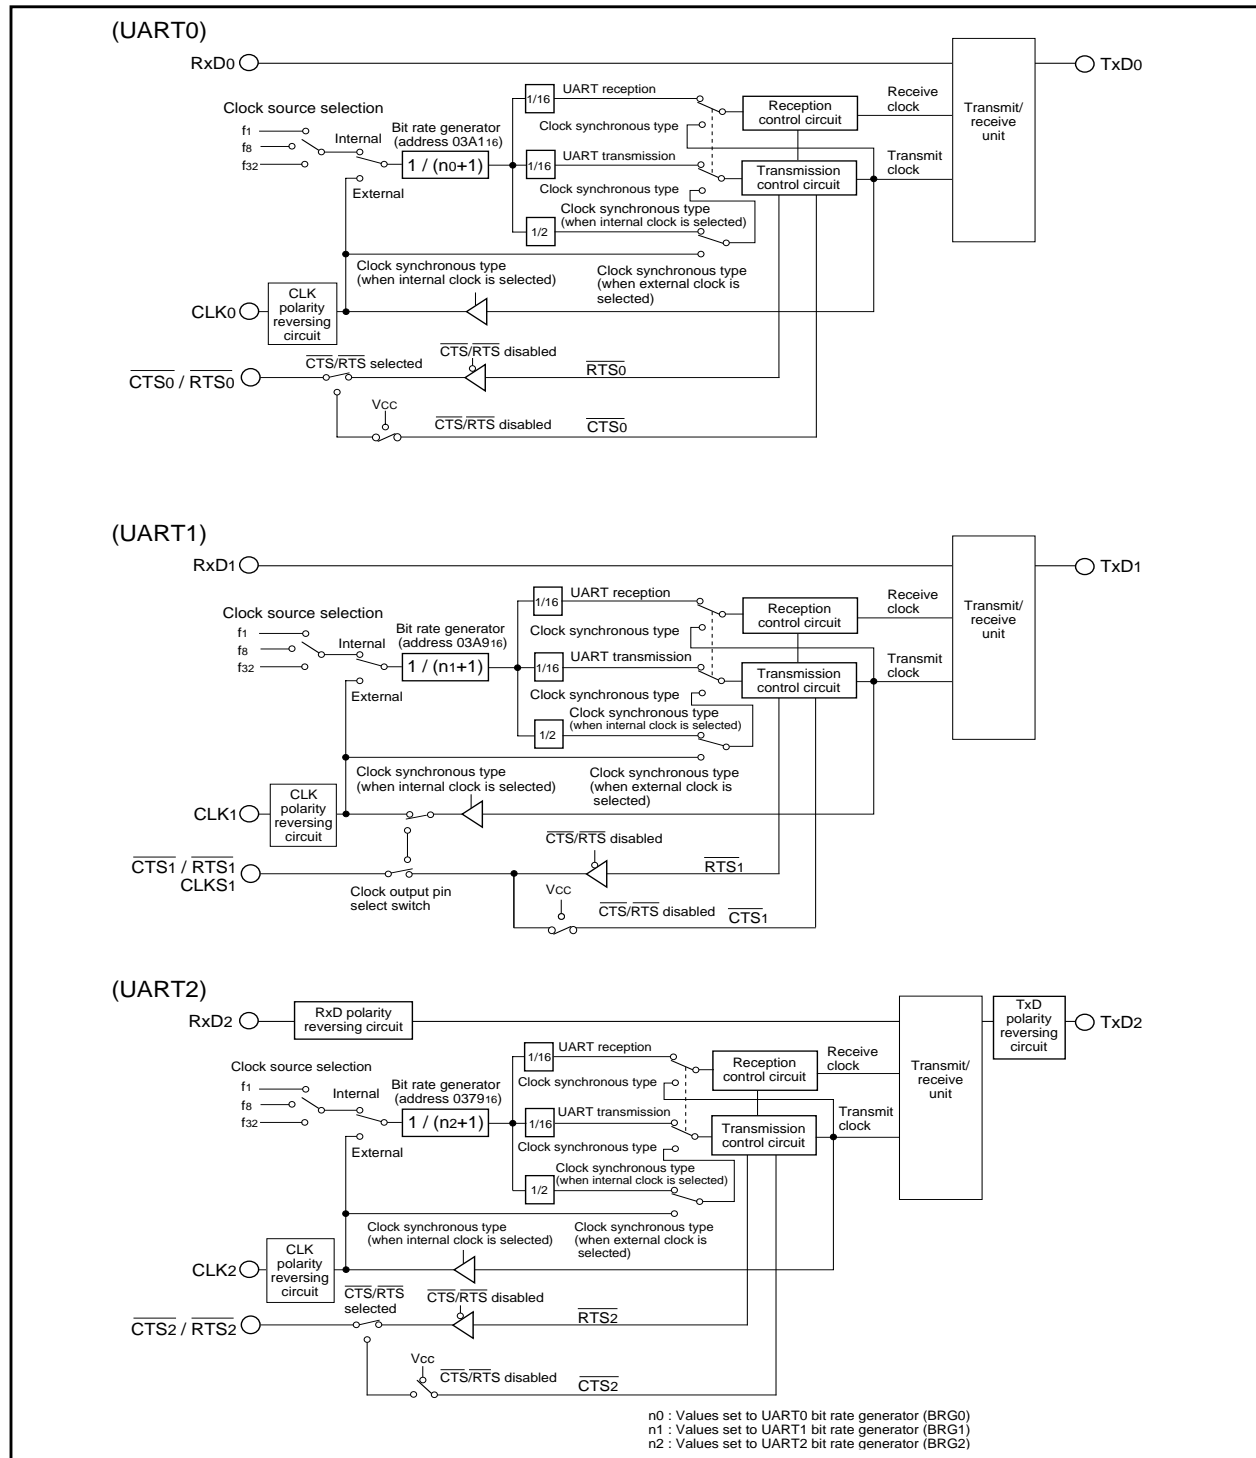 (UART0)
RxD0
TxD0
Clock source selection
f1
f8
f32
Internal
External
Bit rate generator
(address 03A116)
1 / (n0+1)
1/16
UART reception
Clock synchronous type
1/16
UART transmission
Clock synchronous type
Clock synchronous type
(when internal clock is selected)
1/2
Reception
control circuit
Receive
clock
Transmission
control circuit
Transmit
clock
Transmit/
receive
unit
Clock synchronous type
(when internal clock is selected)
Clock synchronous type
(when external clock is
selected)
CLK0
CLK
polarity
reversing
circuit
CTS0 / RTS0
CTS/RTS selected
CTS/RTS disabled
RTS0
Vcc
CTS/RTS disabled
CTS0
(UART1)
RxD1
TxD1
Clock source selection
f1
f8
f32
Internal
External
Bit rate generator
(address 03A916)
1 / (n1+1)
1/16
UART reception
Clock synchronous type
1/16
UART transmission
Clock synchronous type
Clock synchronous type
(when internal clock is selected)
1/2
Reception
control circuit
Receive
clock
Transmission
control circuit
Transmit
clock
Transmit/
receive
unit
Clock synchronous type
(when internal clock is selected)
Clock synchronous type
(when external clock is
selected)
CLK1
CLK
polarity
reversing
circuit
CTS1 / RTS1
CLKS1
Clock output pin
select switch
CTS/RTS disabled
RTS1
VCC
CTS/RTS disabled
CTS1
(UART2)
RxD2
RxD polarity
reversing circuit
TxD
polarity
reversing
circuit
TxD2
Clock source selection
f1
f8
f32
Internal
External
Bit rate generator
(address 037916)
1 / (n2+1)
1/16
UART reception
Clock synchronous type
1/16
UART transmission
Clock synchronous type
Clock synchronous type
(when internal clock is selected)
1/2
Reception
control circuit
Receive
clock
Transmission
control circuit
Transmit
clock
Transmit/
receive
unit
Clock synchronous type
(when internal clock is selected)
Clock synchronous type
(when external clock is
selected)
CLK2
CLK
polarity
reversing
circuit
CTS2 / RTS2
CTS/RTS
selected
CTS/RTS disabled
RTS2
Vcc
CTS/RTS disabled
CTS2
n0 : Values set to UART0 bit rate generator (BRG0)
n1 : Values set to UART1 bit rate generator (BRG1)
n2 : Values set to UART2 bit rate generator (BRG2)